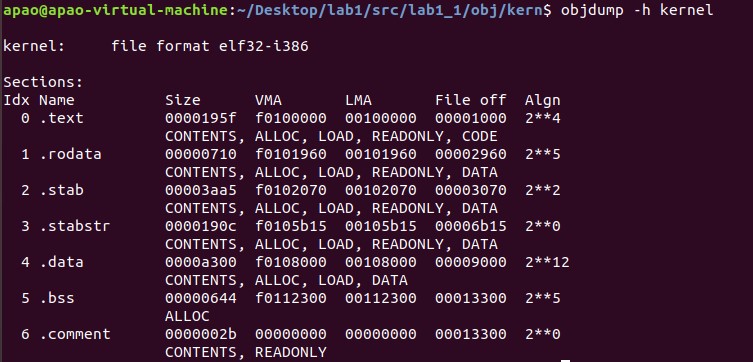 apao@apao-virtual-machine:~/Desktop/lab1/src/lab1_1/obj/kern$ objdump -h kernel
kernel:     file format elf32-i386
Sections:
Idx Name          Size      VMA       LMA       File off  Algn
  0 .text         0000195f  f0100000  00100000  00001000  2**4
                  CONTENTS, ALLOC, LOAD, READONLY, CODE
  1 .rodata       00000710  f0101960  00101960  00002960  2**5
                  CONTENTS, ALLOC, LOAD, READONLY, DATA
  2 .stab         00003aa5  f0102070  00102070  00003070  2**2
                  CONTENTS, ALLOC, LOAD, READONLY, DATA
  3 .stabstr      0000190c  f0105b15  00105b15  00006b15  2**0
                  CONTENTS, ALLOC, LOAD, READONLY, DATA
  4 .data         0000a300  f0108000  00108000  00009000  2**12
                  CONTENTS, ALLOC, LOAD, DATA
  5 .bss          00000644  f0112300  00112300  00013300  2**5
                  ALLOC
  6 .comment      0000002b  00000000  00000000  00013300  2**0
                  CONTENTS, READONLY